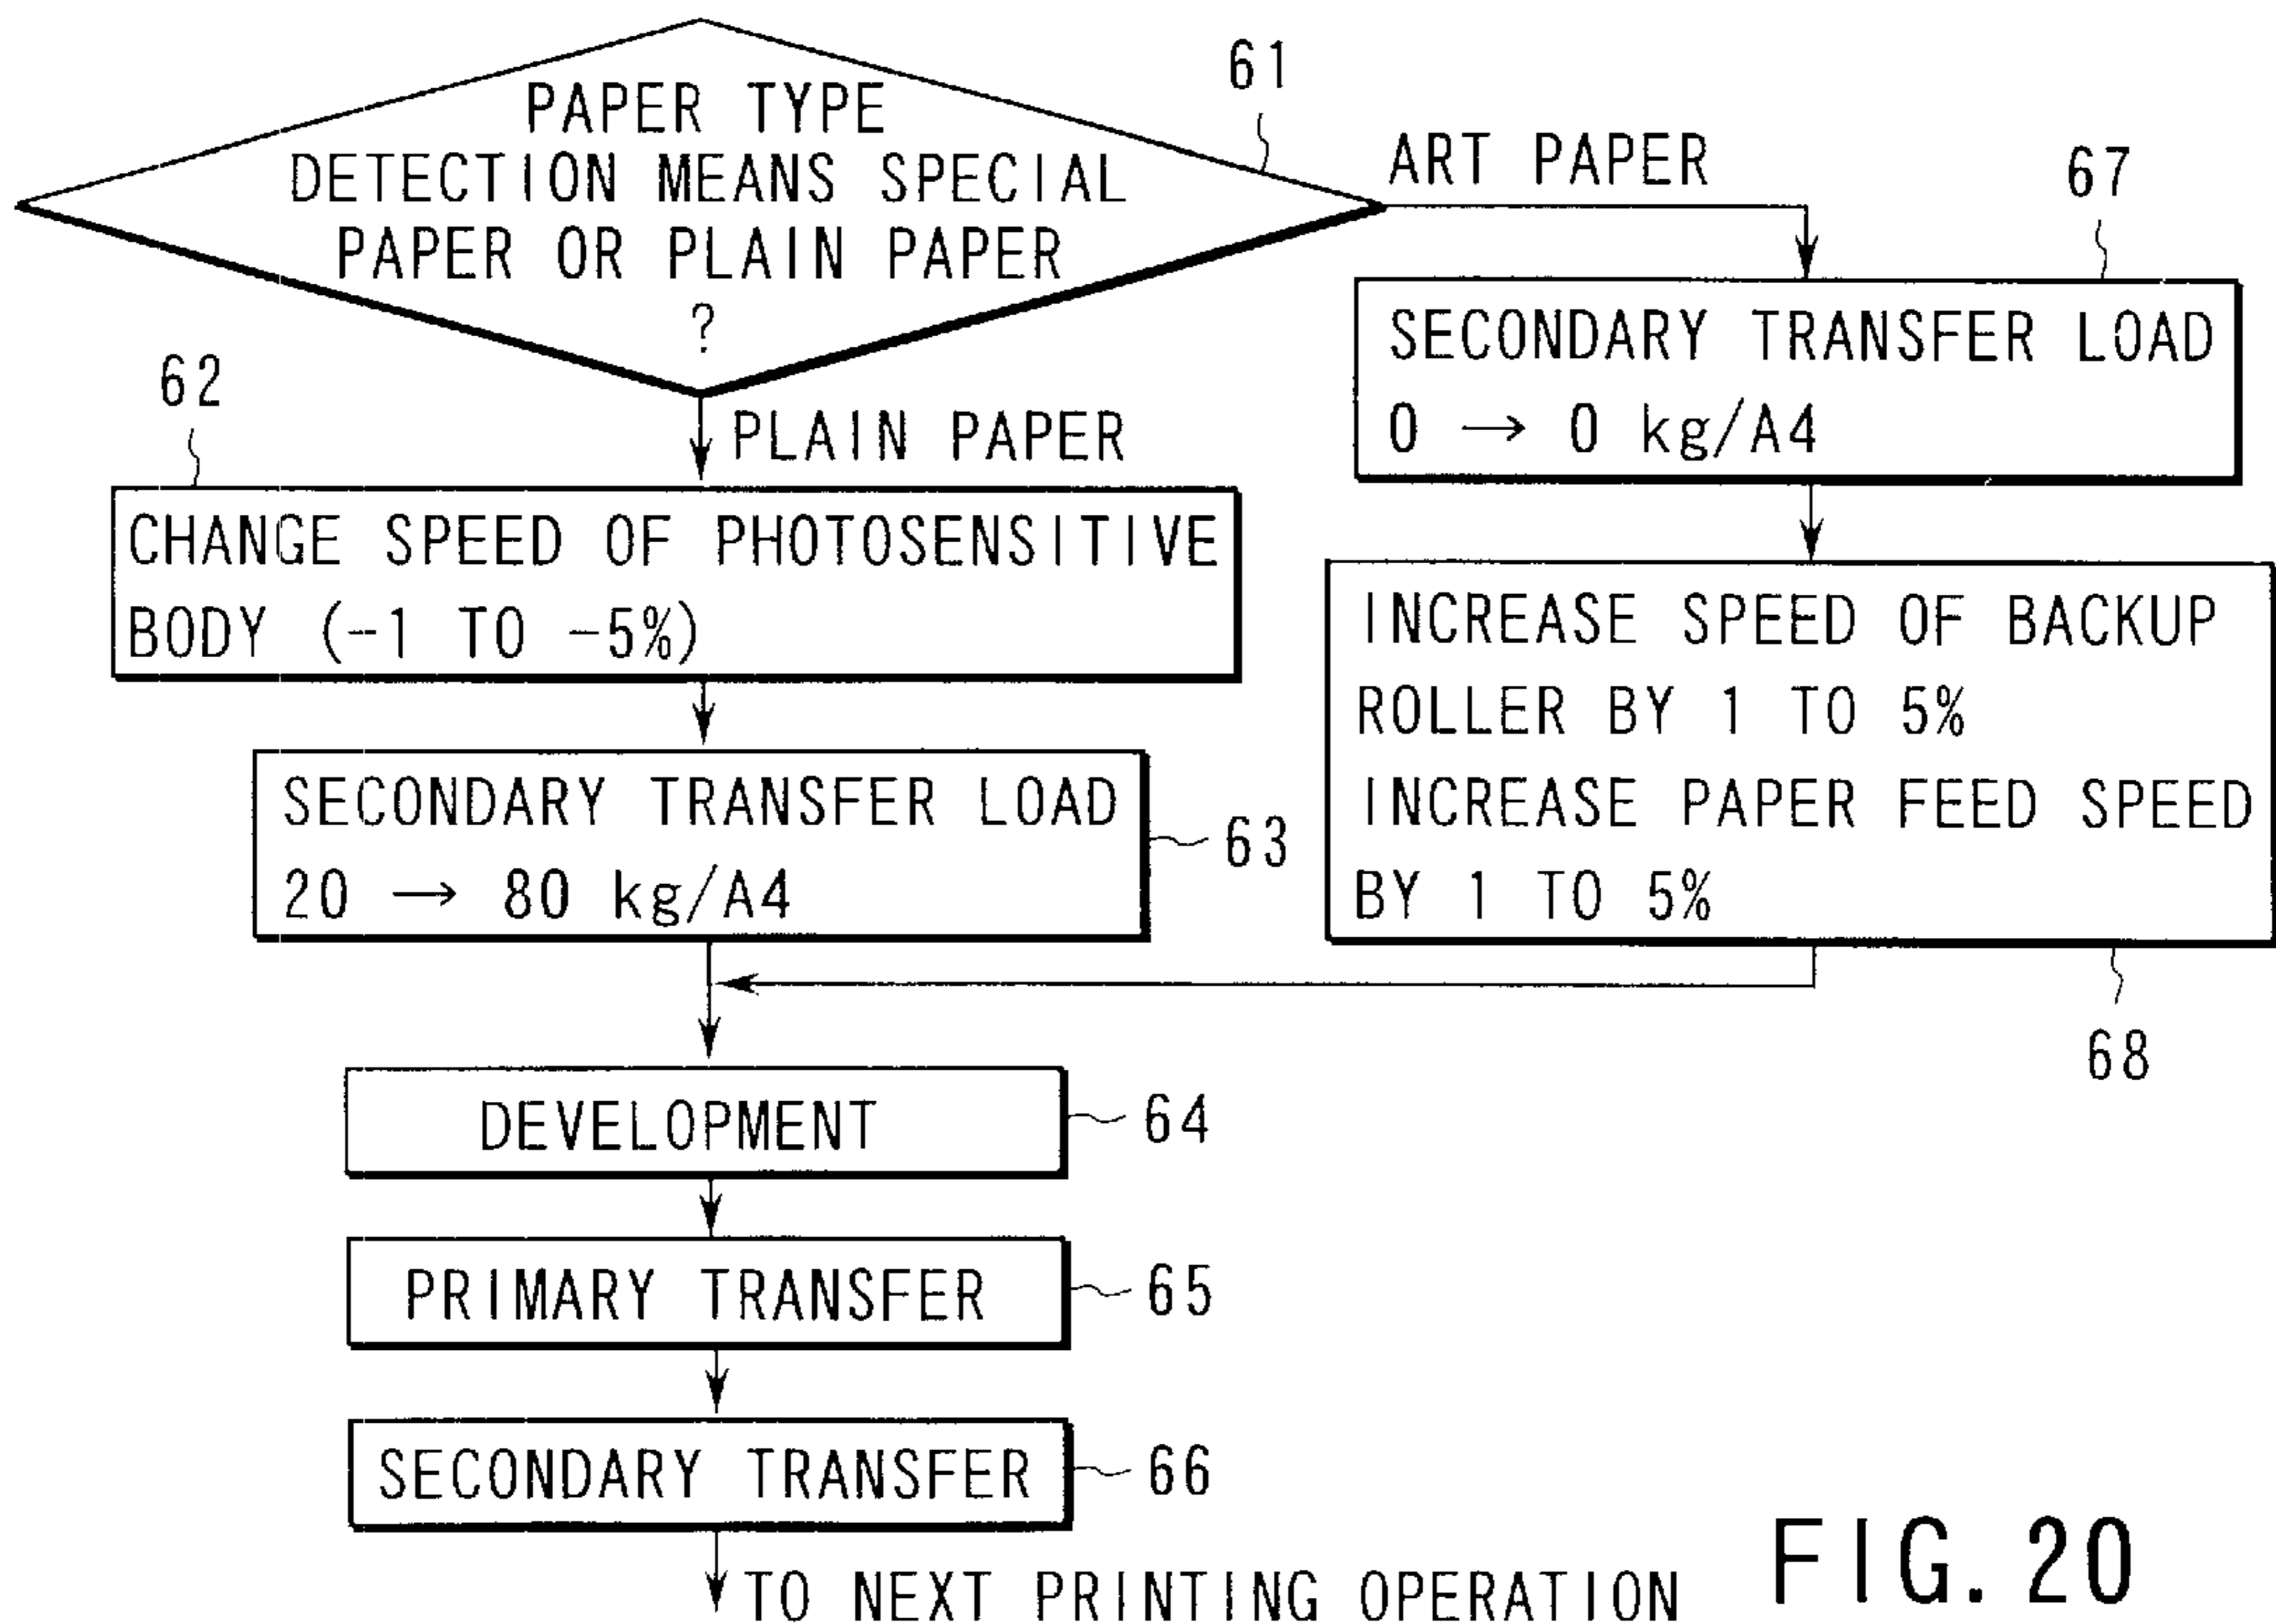 PAPER TYPE
DETECTION MEANS SPECIAL
PAPER OR PLAIN PAPER
?
61
ART PAPER
67
SECONDARY TRANSFER LOAD
0 → 0 kg/A4
62
PLAIN PAPER
CHANGE SPEED OF PHOTOSENSITIVE
BODY (-1 TO -5%)
INCREASE SPEED OF BACKUP
ROLLER BY 1 TO 5%
INCREASE PAPER FEED SPEED
BY 1 TO 5%
68
SECONDARY TRANSFER LOAD
20 → 80 kg/A4
63
DEVELOPMENT
64
PRIMARY TRANSFER
65
SECONDARY TRANSFER
66
TO NEXT PRINTING OPERATION
FIG. 20